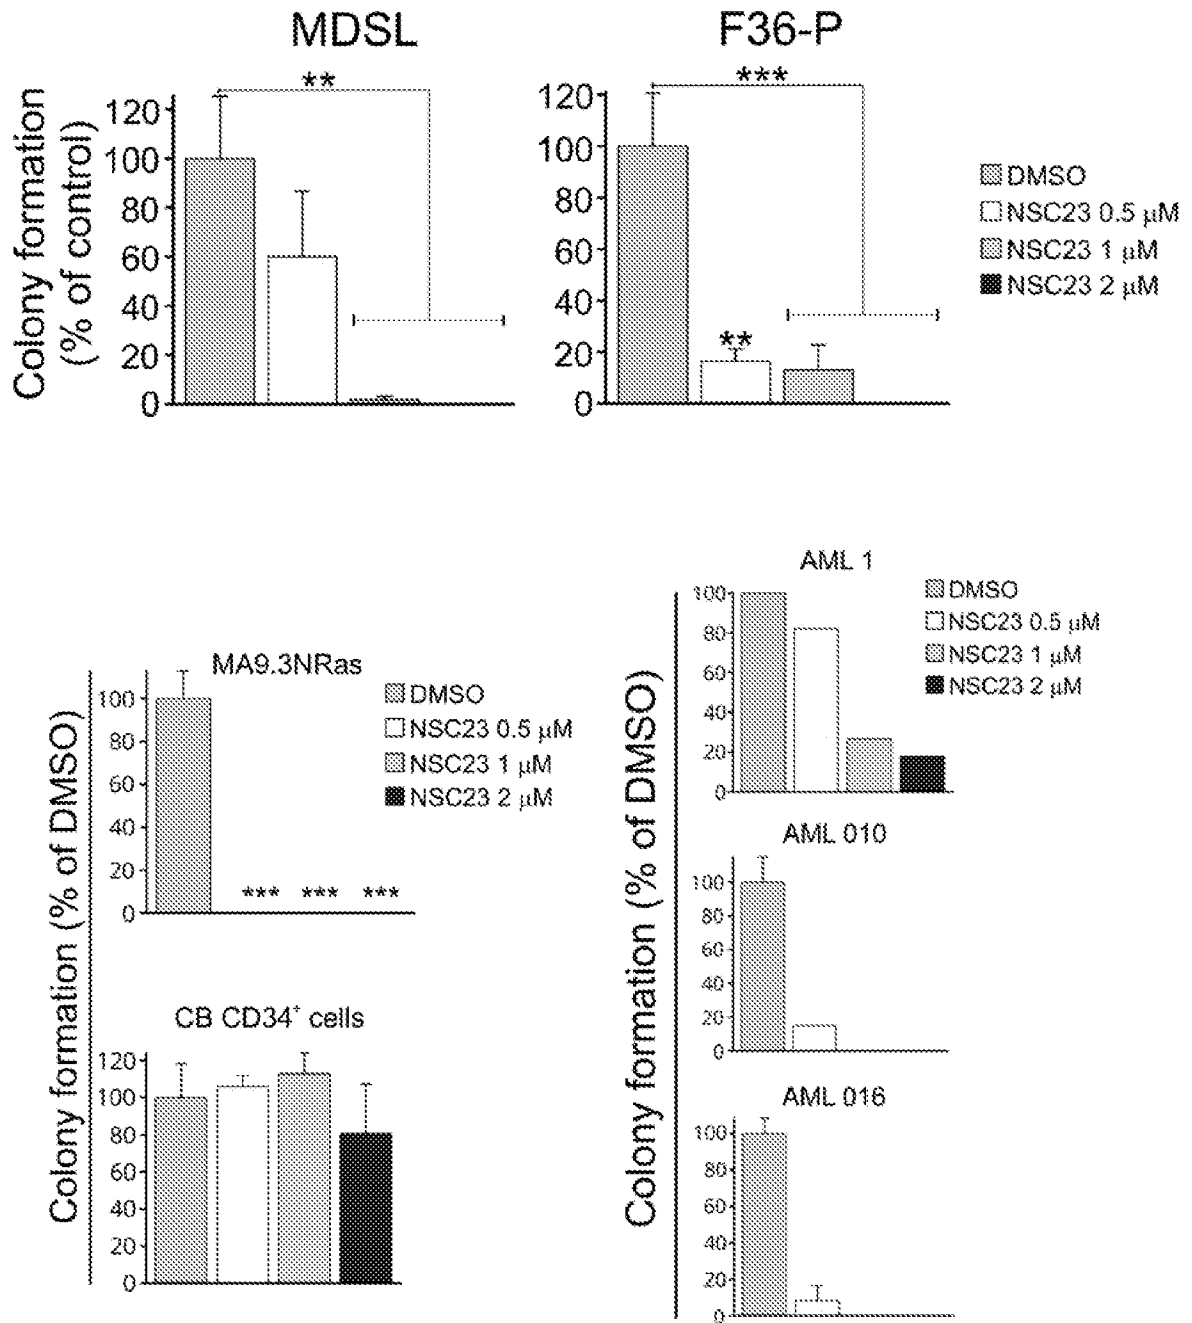 MDSL
F36-P
Colony formation
(% of control)
**
120
100
80
60
40
20
0
***
120
100
80
60
40
20
0
**
DMSO
NSC23 0.5 µM
NSC23 1 µM
NSC23 2 µM
Colony formation (% of DMSO)
MA9.3NRas
100
80
60
40
20
0
*** *** ***
DMSO
NSC23 0.5 µM
NSC23 1 µM
NSC23 2 µM
CB CD34+ cells
120
100
80
60
40
20
0
Colony formation (% of DMSO)
AML 1
100
80
60
40
20
0
DMSO
NSC23 0.5 µM
NSC23 1 µM
NSC23 2 µM
AML 010
100
80
60
40
20
0
AML 016
100
80
60
40
20
0